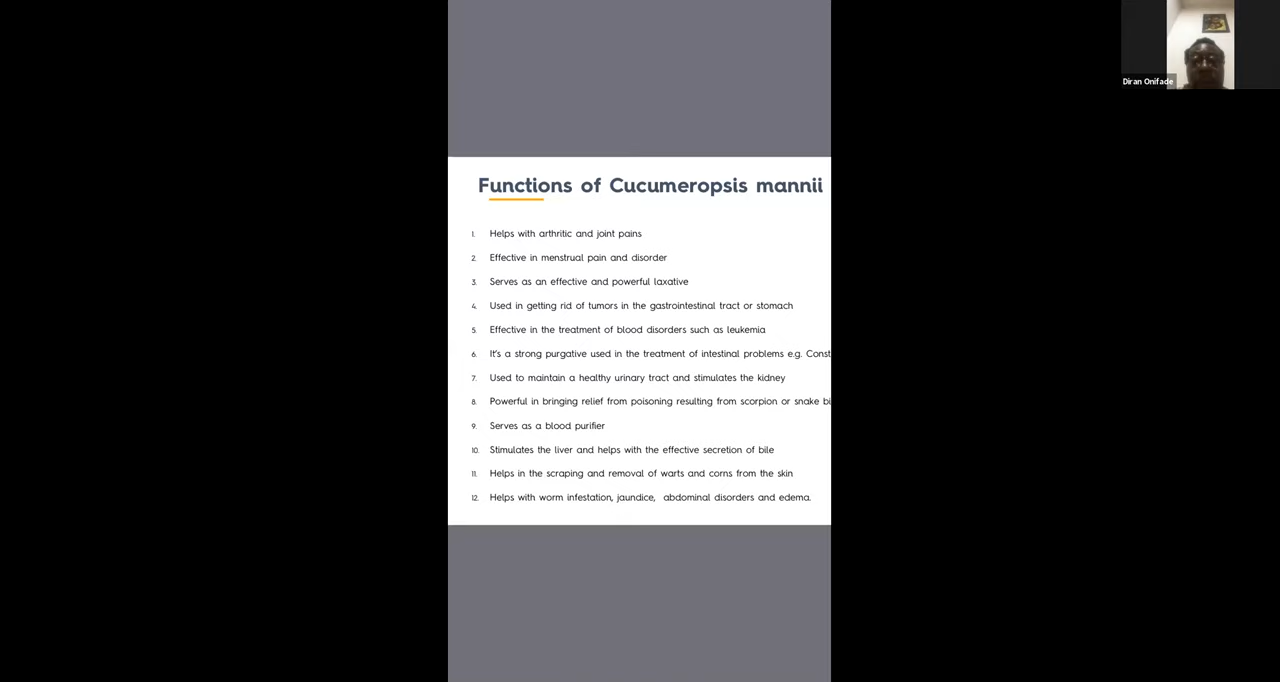 Functions of Cucumeropsis mannii
1. Helps with arthritic and joint pains
2. Effective in menstrual pain and disorder
3. Serves as an effective and powerful laxative
4. Used in getting rid of tumors in the gastrointestinal tract or stomach
5. Effective in the treatment of blood disorders such as leukemia
6. It's a strong purgative used in the treatment of intestinal problems e.g. Const
7. Used to maintain a healthy urinary tract and stimulates the kidney
8. Powerful in bringing relief from poisoning resulting from scorpion or snake bi
9. Serves as a blood purifier
10. Stimulates the liver and helps with the effective secretion of bile
11. Helps in the scraping and removal of warts and corns from the skin
12. Helps with worm infestation, jaundice, abdominal disorders and edema.
Diran Onifade